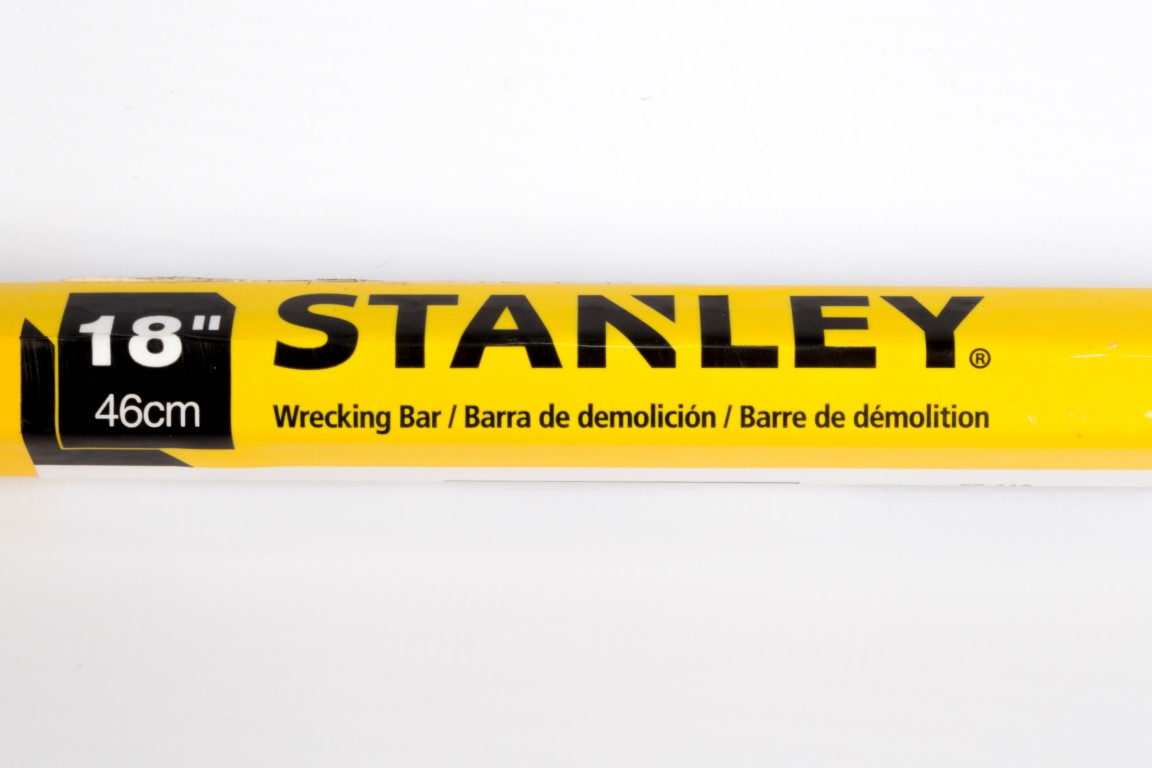 18"
46cm
STANLEY®
Wrecking Bar / Barra de demolición / Barre de démolition